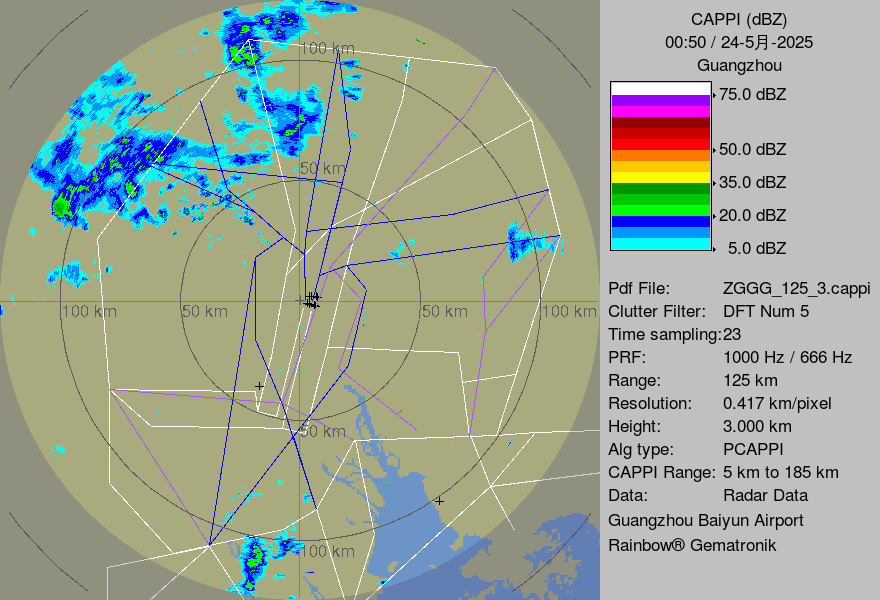 CAPPI (dBZ)
00:50 / 24-5月-2025
Guangzhou
75.0 dBZ
50.0 dBZ
35.0 dBZ
20.0 dBZ
5.0 dBZ
Pdf File: ZGGG_125_3.cappi
Clutter Filter: DFT Num 5
Time sampling:23
PRF: 1000 Hz / 666 Hz
Range: 125 km
Resolution: 0.417 km/pixel
Height: 3.000 km
Alg type: PCAPPI
CAPPI Range: 5 km to 185 km
Data: Radar Data
Guangzhou Baiyun Airport
Rainbow® Gematronik
100 km
50 km
100 km 50 km 50 km 100 km
50 km
100 km